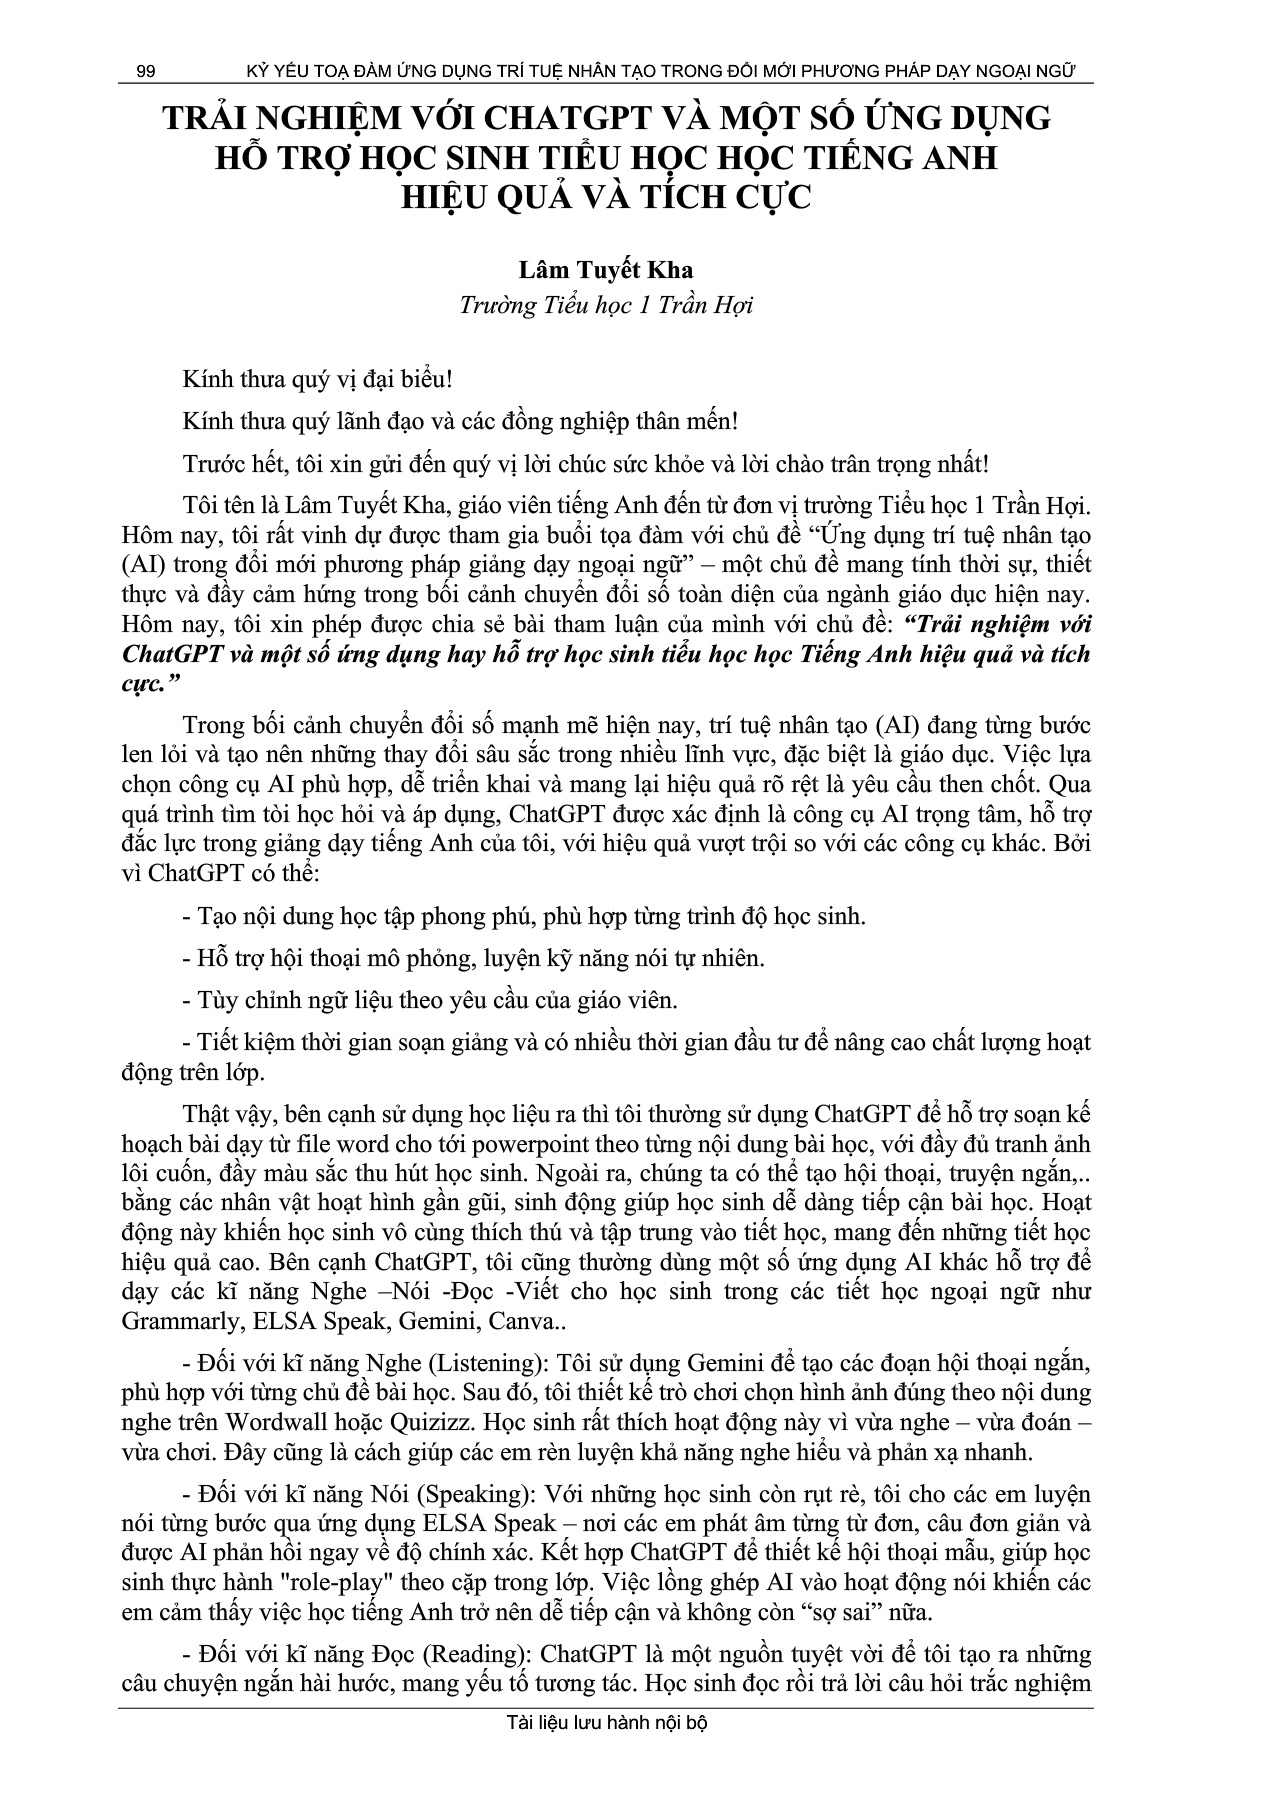 99 KỶ YẾU TOẠ ĐÀM ỨNG DỤNG TRÍ TUỆ NHÂN TẠO TRONG ĐỔI MỚI PHƯƠNG PHÁP DẠY NGOẠI NGỮ
TRẢI NGHIỆM VỚI CHATGPT VÀ MỘT SỐ ỨNG DỤNG
HỖ TRỢ HỌC SINH TIỂU HỌC HỌC TIẾNG ANH
HIỆU QUẢ VÀ TÍCH CỰC
Lâm Tuyết Kha
Trường Tiểu học 1 Trần Hợi
Kính thưa quý vị đại biểu!
Kính thưa quý lãnh đạo và các đồng nghiệp thân mến!
Trước hết, tôi xin gửi đến quý vị lời chúc sức khỏe và lời chào trân trọng nhất!
Tôi tên là Lâm Tuyết Kha, giáo viên tiếng Anh đến từ đơn vị trường Tiểu học 1 Trần Hợi.
Hôm nay, tôi rất vinh dự được tham gia buổi tọa đàm với chủ đề “Ứng dụng trí tuệ nhân tạo
(AI) trong đổi mới phương pháp giảng dạy ngoại ngữ” – một chủ đề mang tính thời sự, thiết
thực và đầy cảm hứng trong bối cảnh chuyển đổi số toàn diện của ngành giáo dục hiện nay.
Hôm nay, tôi xin phép được chia sẻ bài tham luận của mình với chủ đề: “Trải nghiệm với
ChatGPT và một số ứng dụng hay hỗ trợ học sinh tiểu học học Tiếng Anh hiệu quả và tích
cực.”
Trong bối cảnh chuyển đổi số mạnh mẽ hiện nay, trí tuệ nhân tạo (AI) đang từng bước
len lỏi và tạo nên những thay đổi sâu sắc trong nhiều lĩnh vực, đặc biệt là giáo dục. Việc lựa
chọn công cụ AI phù hợp, dễ triển khai và mang lại hiệu quả rõ rệt là yêu cầu then chốt. Qua
quá trình tìm tòi học hỏi và áp dụng, ChatGPT được xác định là công cụ AI trọng tâm, hỗ trợ
đắc lực trong giảng dạy tiếng Anh của tôi, với hiệu quả vượt trội so với các công cụ khác. Bởi
vì ChatGPT có thể:
- Tạo nội dung học tập phong phú, phù hợp từng trình độ học sinh.
- Hỗ trợ hội thoại mô phỏng, luyện kỹ năng nói tự nhiên.
- Tùy chỉnh ngữ liệu theo yêu cầu của giáo viên.
- Tiết kiệm thời gian soạn giảng và có nhiều thời gian đầu tư để nâng cao chất lượng hoạt
động trên lớp.
Thật vậy, bên cạnh sử dụng học liệu ra thì tôi thường sử dụng ChatGPT để hỗ trợ soạn kế
hoạch bài dạy từ file word cho tới powerpoint theo từng nội dung bài học, với đầy đủ tranh ảnh
lôi cuốn, đầy màu sắc thu hút học sinh. Ngoài ra, chúng ta có thể tạo hội thoại, truyện ngắn,..
bằng các nhân vật hoạt hình gần gũi, sinh động giúp học sinh dễ dàng tiếp cận bài học. Hoạt
động này khiến học sinh vô cùng thích thú và tập trung vào tiết học, mang đến những tiết học
hiệu quả cao. Bên cạnh ChatGPT, tôi cũng thường dùng một số ứng dụng AI khác hỗ trợ để
dạy các kĩ năng Nghe –Nói -Đọc -Viết cho học sinh trong các tiết học ngoại ngữ như
Grammarly, ELSA Speak, Gemini, Canva..
- Đối với kĩ năng Nghe (Listening): Tôi sử dụng Gemini để tạo các đoạn hội thoại ngắn,
phù hợp với từng chủ đề bài học. Sau đó, tôi thiết kế trò chơi chọn hình ảnh đúng theo nội dung
nghe trên Wordwall hoặc Quizizz. Học sinh rất thích hoạt động này vì vừa nghe – vừa đoán –
vừa chơi. Đây cũng là cách giúp các em rèn luyện khả năng nghe hiểu và phản xạ nhanh.
- Đối với kĩ năng Nói (Speaking): Với những học sinh còn rụt rè, tôi cho các em luyện
nói từng bước qua ứng dụng ELSA Speak – nơi các em phát âm từng từ đơn, câu đơn giản và
được AI phản hồi ngay về độ chính xác. Kết hợp ChatGPT để thiết kế hội thoại mẫu, giúp học
sinh thực hành "role-play" theo cặp trong lớp. Việc lồng ghép AI vào hoạt động nói khiến các
em cảm thấy việc học tiếng Anh trở nên dễ tiếp cận và không còn “sợ sai” nữa.
- Đối với kĩ năng Đọc (Reading): ChatGPT là một nguồn tuyệt vời để tôi tạo ra những
câu chuyện ngắn hài hước, mang yếu tố tương tác. Học sinh đọc rồi trả lời câu hỏi trắc nghiệm
Tài liệu lưu hành nội bộ